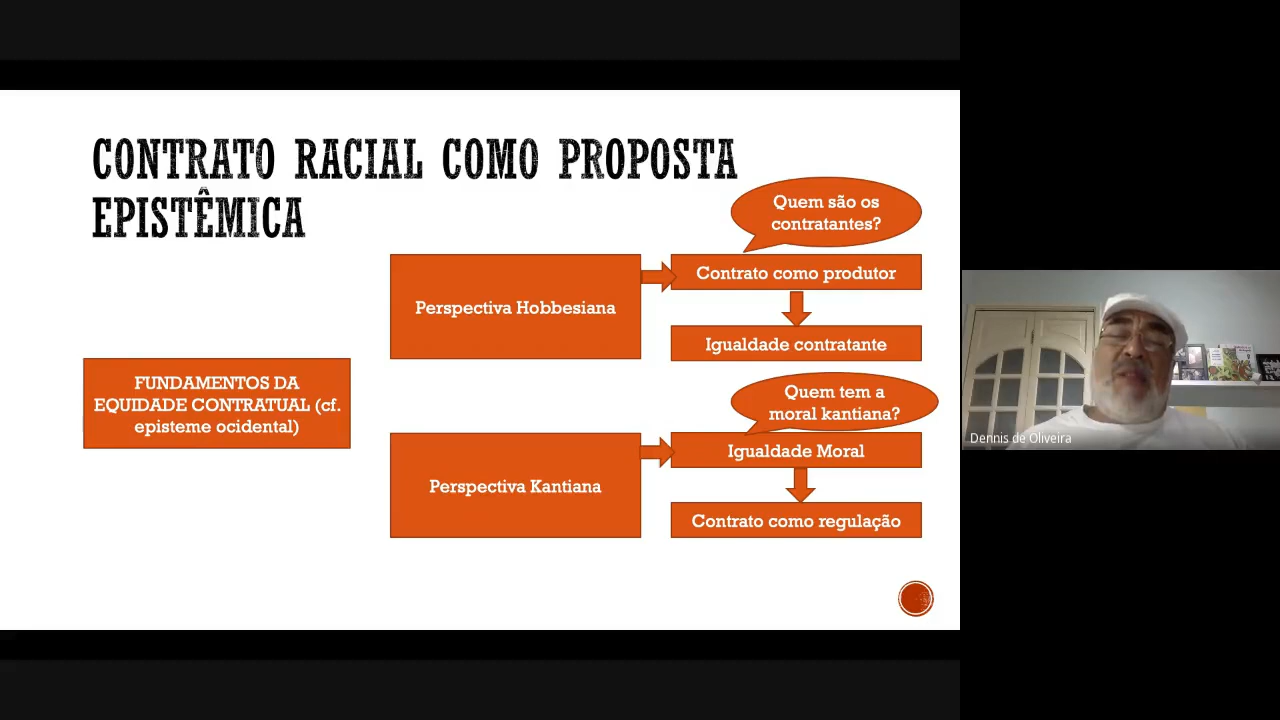 CONTRATO RACIAL COMO PROPOSTA
EPISTÊMICA
Quem são os
contratantes?
Perspectiva Hobbesiana
Contrato como produtor
Igualdade contratante
FUNDAMENTOS DA
EQUIDADE CONTRATUAL (cf.
episteme ocidental)
Quem tem a
moral kantiana?
Perspectiva Kantiana
Igualdade Moral
Contrato como regulação
Dennis de Oliveira